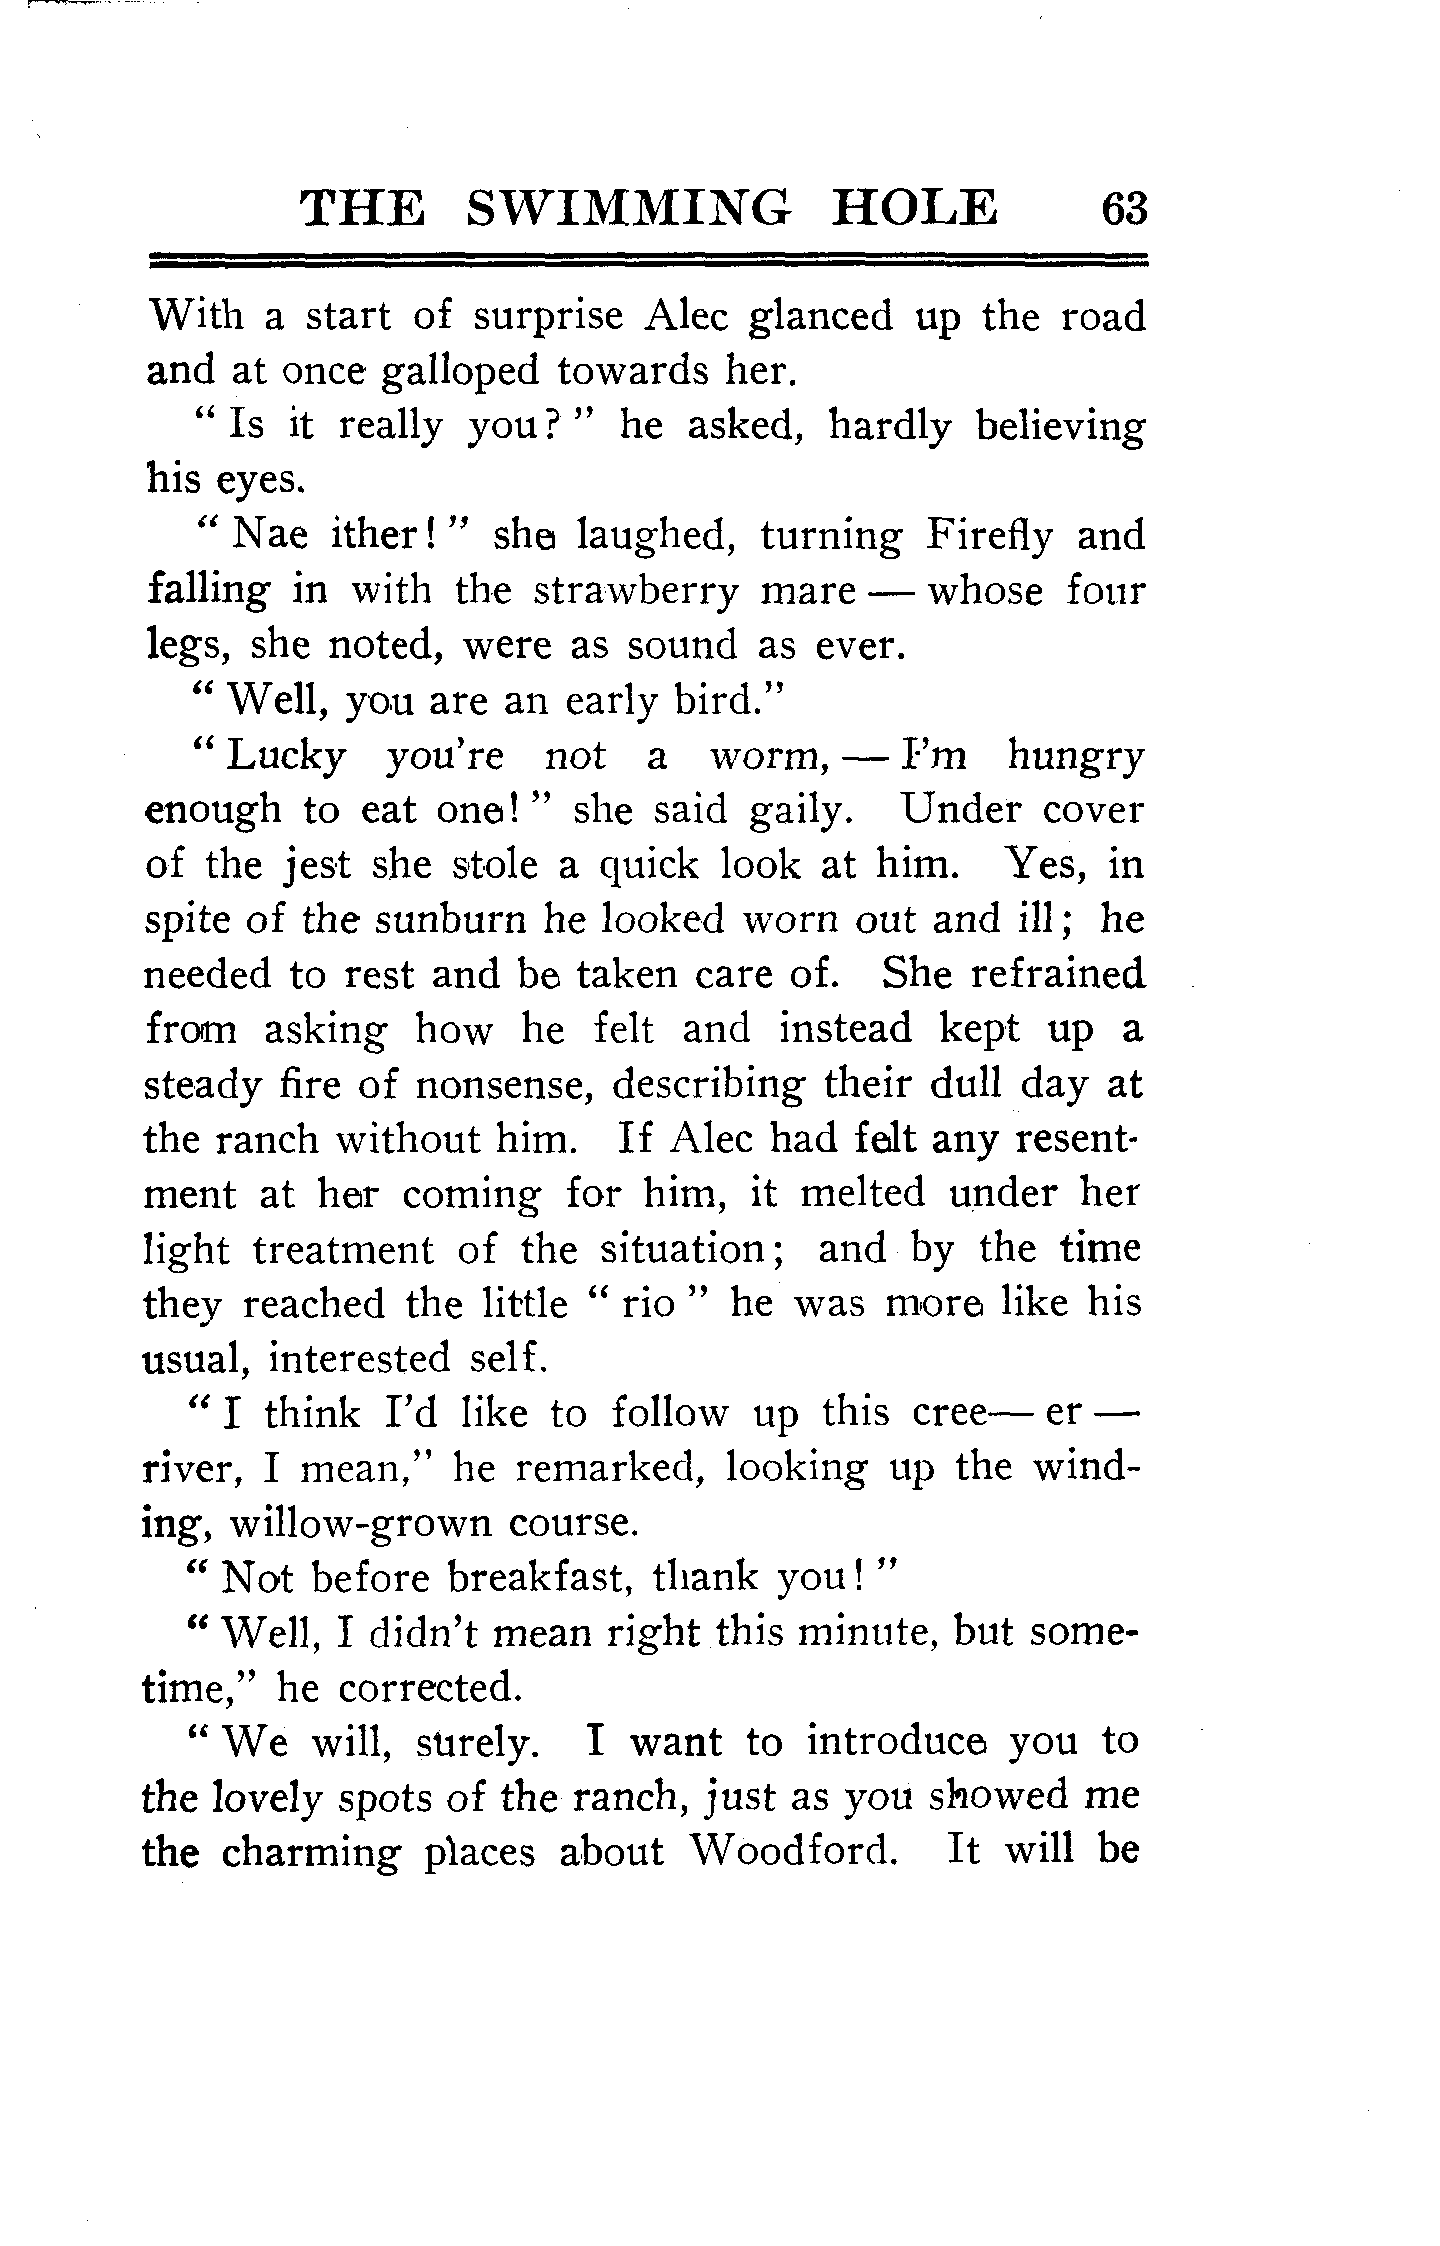 THE SWIMMING HOLE 63
With a start of surprise Alec glanced up the road
and at once galloped towards her.
“ Is it really you? ” he asked, hardly believing
his eyes.
“ Nae ither! ” she laughed, turning Firefly and
falling in with the strawberry mare — whose four
legs, she noted, were as sound as ever.
“ Well, you are an early bird.”
“ Lucky you're not a worm, — I'm hungry
enough to eat one! ” she said gaily. Under cover
of the jest she stole a quick look at him. Yes, in
spite of the sunburn he looked worn out and ill; he
needed to rest and be taken care of. She refrained
from asking how he felt and instead kept up a
steady fire of nonsense, describing their dull day at
the ranch without him. If Alec had felt any resent-
ment at her coming for him, it melted under her
light treatment of the situation; and by the time
they reached the little “ rio ” he was more like his
usual, interested self.
“ I think I'd like to follow up this cree— er —
river, I mean,” he remarked, looking up the wind-
ing, willow-grown course.
“ Not before breakfast, thank you! ”
“ Well, I didn't mean right this minute, but some-
time,” he corrected.
“ We will, surely. I want to introduce you to
the lovely spots of the ranch, just as you showed me
the charming places about Woodford. It will be